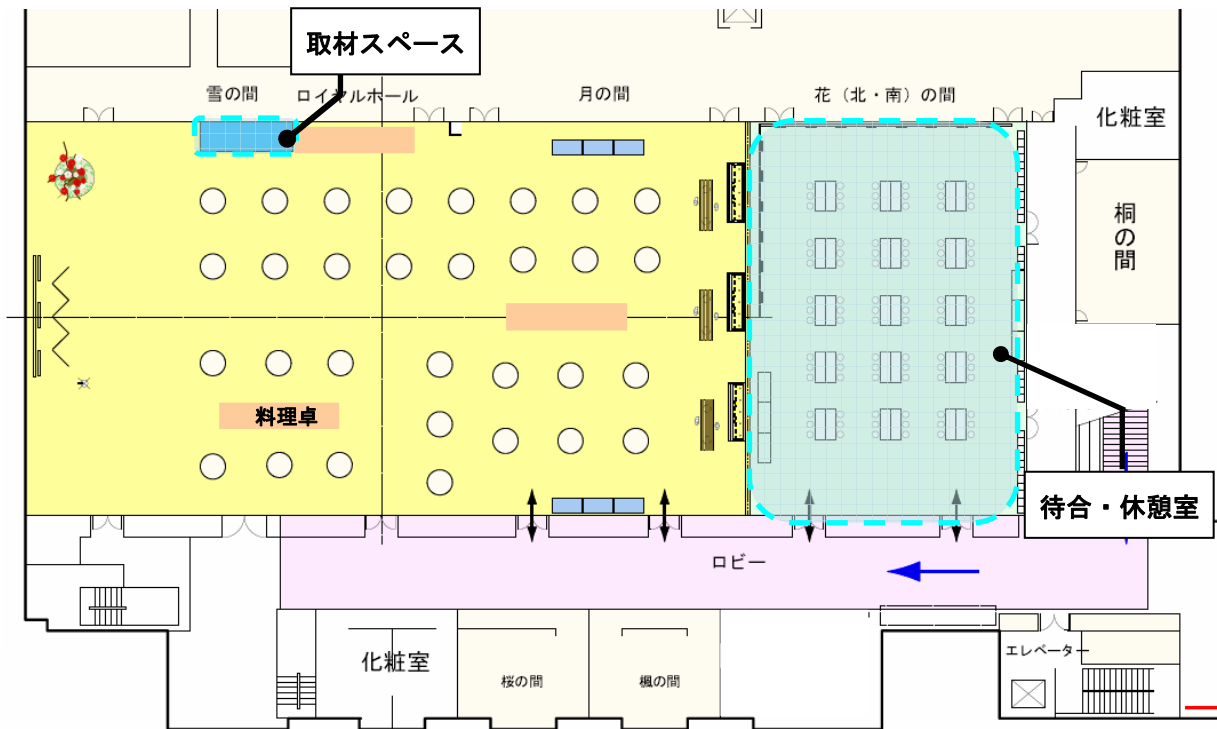 取材スペース
雪の間
ロイヤルホール
月の間
花（北・南）の間
化粧室
桐の間
料理卓
待合・休憩室
ロビー
化粧室
桜の間
楓の間
エレベーター